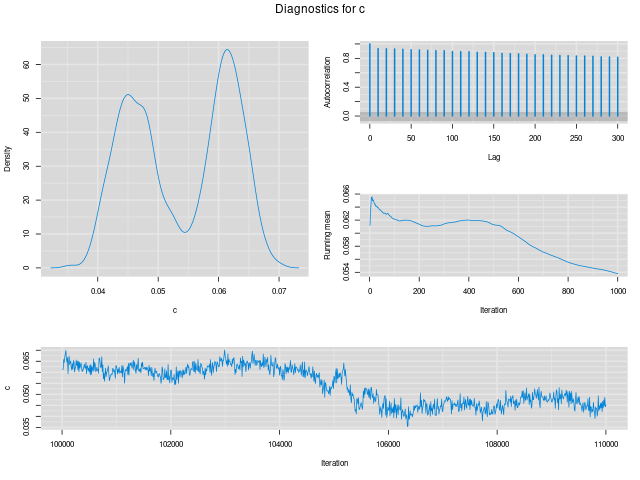 Diagnostics for c
Density
60
50
40
30
20
10
0
0.04 0.05 0.06 0.07
c
Autocorrelation
0.8
0.4
0.0
0 50 100 150 200 250 300
Lag
Running mean
0.066
0.062
0.058
0.054
0 200 400 600 800 1000
Iteration
c
0.065
0.050
0.035
100000 102000 104000 106000 108000 110000
Iteration